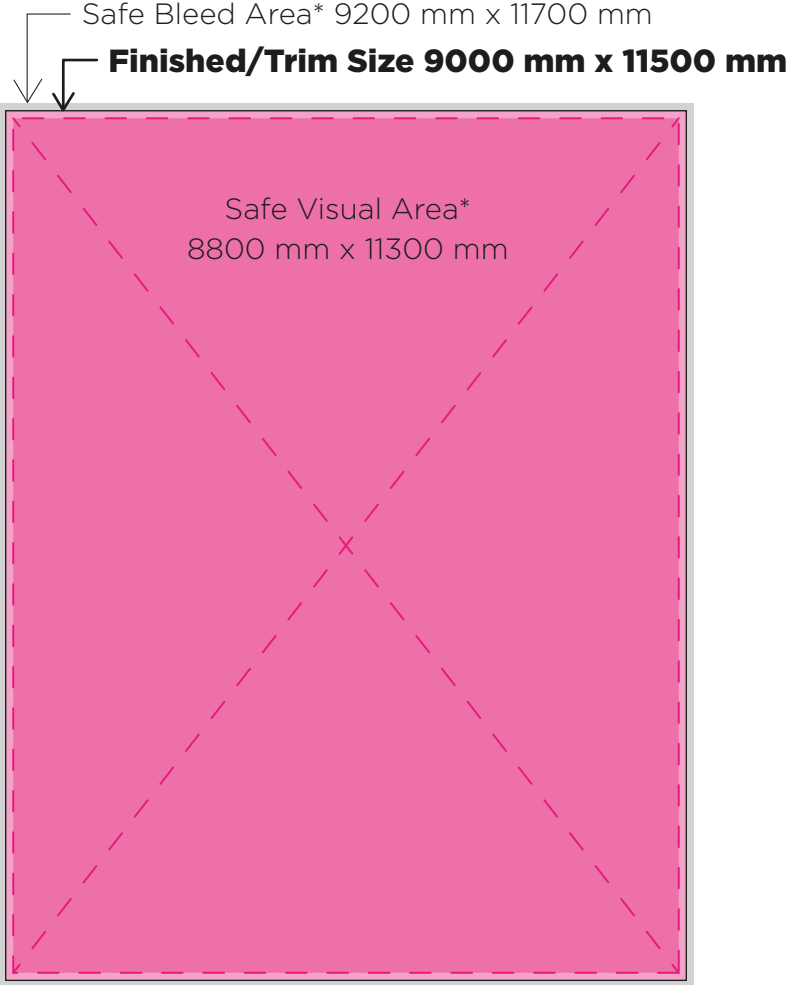 Safe Bleed Area* 9200 mm x 11700 mm
Finished/Trim Size 9000 mm x 11500 mm
Safe Visual Area*
8800 mm x 11300 mm